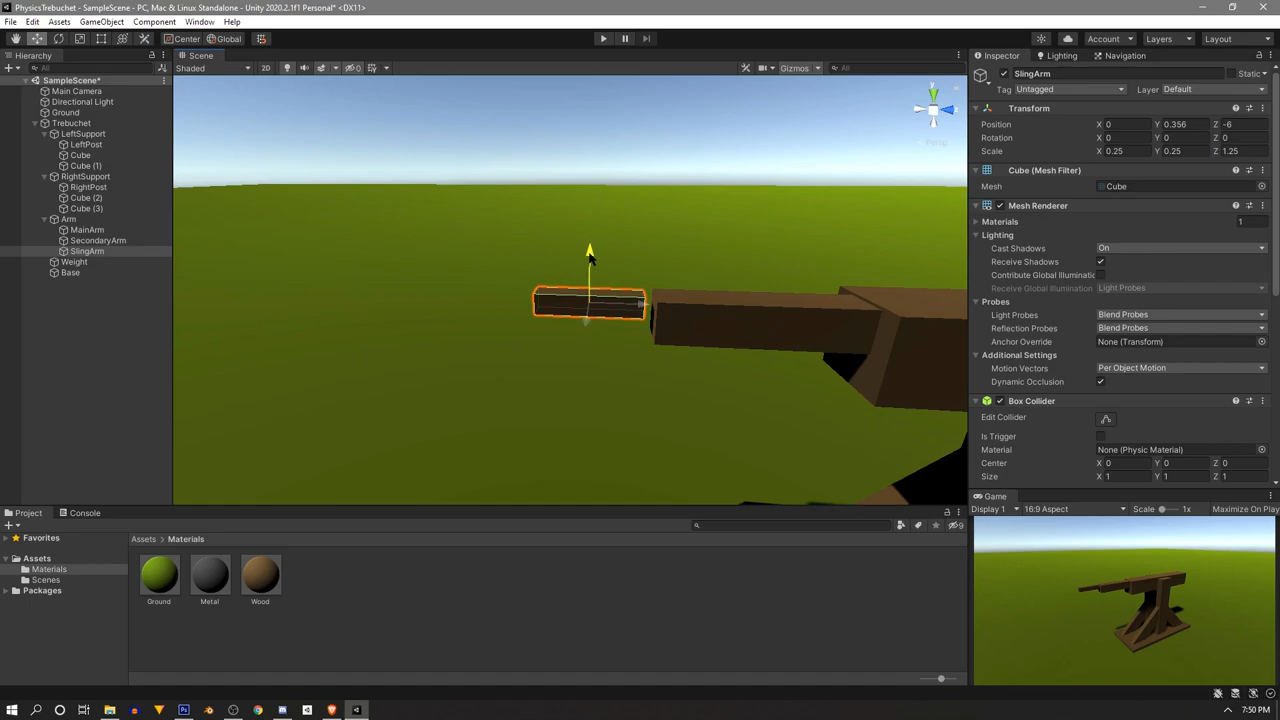 PhysicsTrebuchet - SampleScene - PC, Mac & Linux Standalone - Unity 2020.2.1f1 Personal* <DX11>
File Edit Assets GameObject Component Window Help
Center Global Account Layers Layout
Hierarchy Scene Inspector Lighting Navigation
All Shaded 2D 0 Gizmos All
SlingArm Static
Tag Untagged Layer Default
SampleScene*
Main Camera
Directional Light
Ground
Trebuchet
LeftSupport
LeftPost
Cube
Cube (1)
RightSupport
RightPost
Cube (2)
Cube (3)
Arm
MainArm
SecondaryArm
SlingArm
Weight
Base
Persp
Transform
Position X 0 Y 0.356 Z -6
Rotation X 0 Y 0 Z 0
Scale X 0.25 Y 0.25 Z 1.25
Cube (Mesh Filter)
Mesh Cube
Mesh Renderer
Materials 1
Lighting
Cast Shadows On
Receive Shadows
Contribute Global Illuminatic
Receive Global Illuminatic Light Probes
Probes
Light Probes Blend Probes
Reflection Probes Blend Probes
Anchor Override None (Transform)
Additional Settings
Motion Vectors Per Object Motion
Dynamic Occlusion
Box Collider
Edit Collider
Is Trigger
Material None (Physic Material)
Center X 0 Y 0 Z 0
Size X 1 Y 1 Z 1
Game
Display 1 16:9 Aspect Scale 1x Maximize On Play
Project Console
9
Favorites
Assets
Materials
Scenes
Packages
Assets > Materials
Ground Metal Wood
7:50 PM